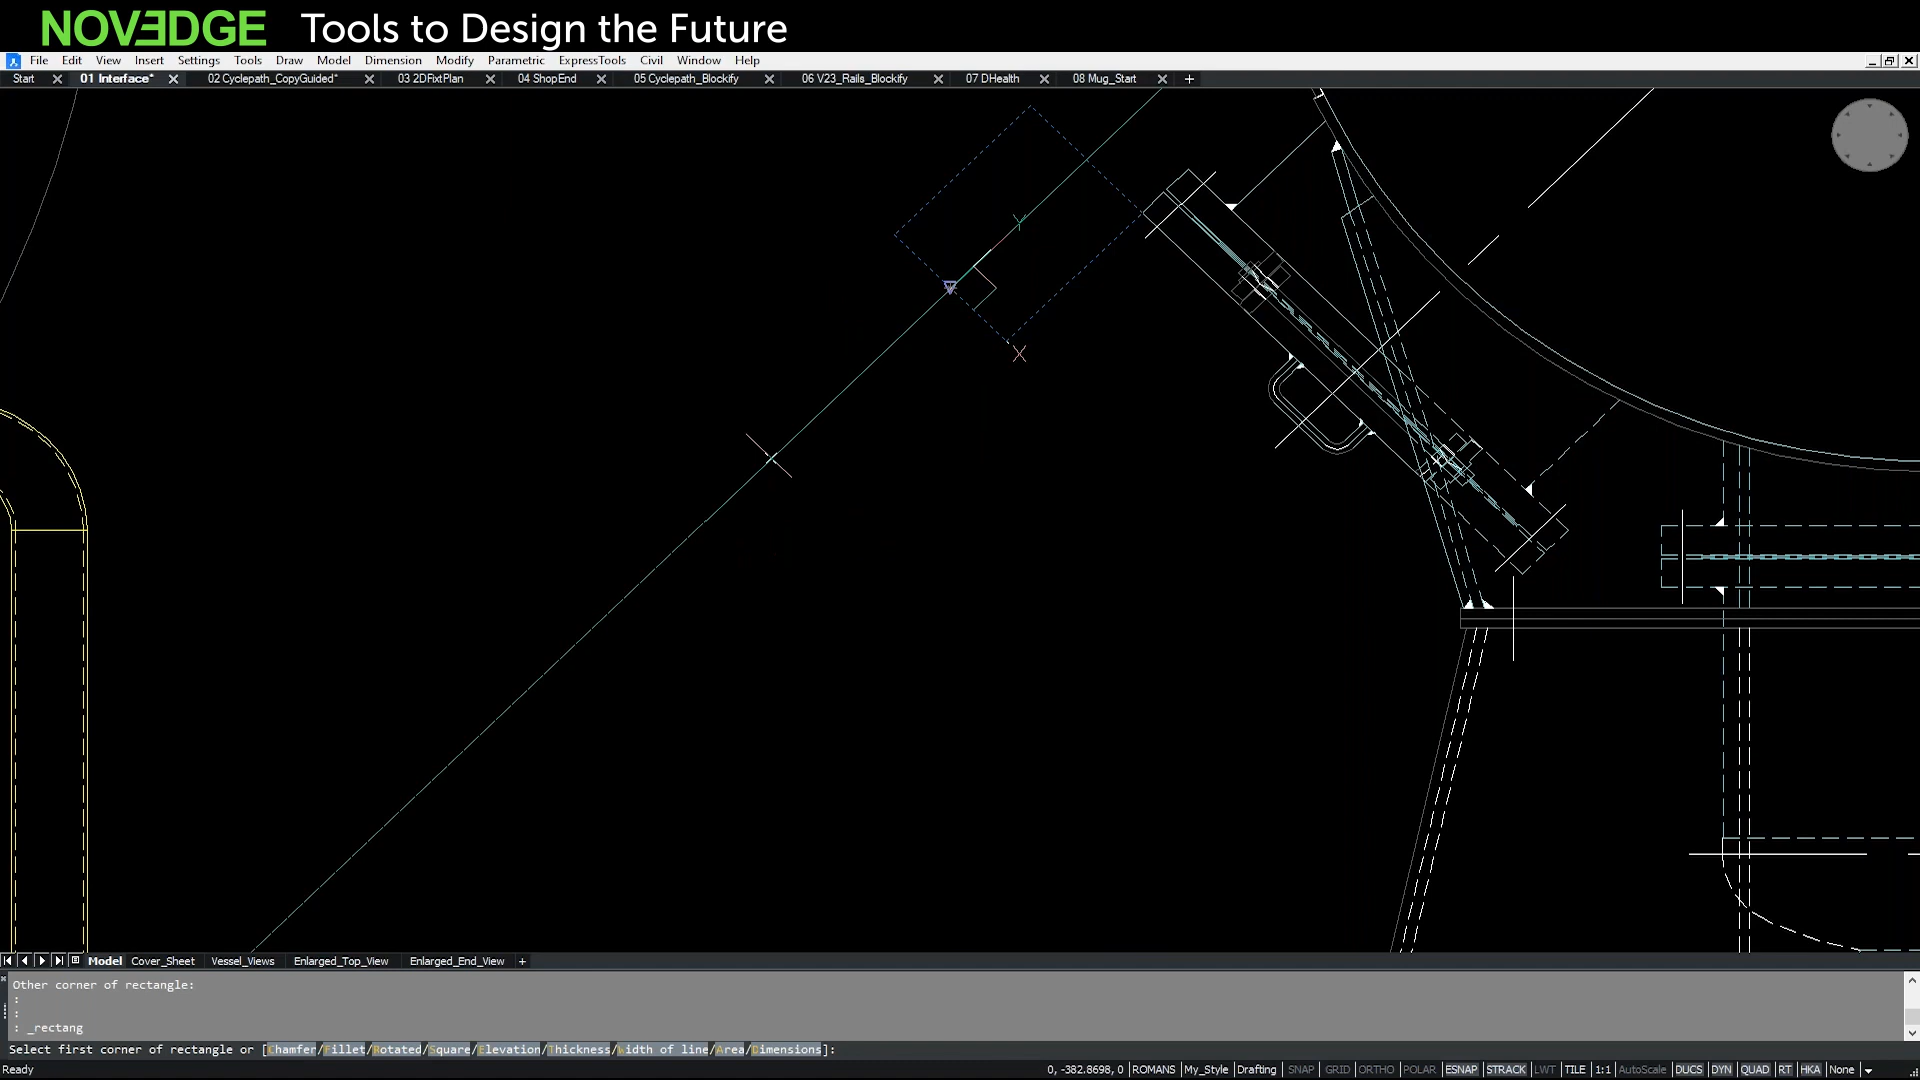 NOVEDGE Tools to Design the Future
File Edit View Insert Settings Tools Draw Model Dimension Modify Parametric ExpressTools Civil Window Help
Start 01 Interface* 02 Cyclepath_CopyGuided* 03 2DFixtPlan 04 ShopEnd 05 Cyclepath_Blockify 06 V23_Rails_Blockify 07 DHealth 08 Mug_Start +
Y
X
Model Cover_Sheet Vessel_Views Enlarged_Top_View Enlarged_End_View +
Other corner of rectangle:
:
:
: _rectang
Select first corner of rectangle or [Chamfer/Fillet/Rotated/Square/Elevation/Thickness/Width of line/Area/Dimensions]:
Ready 0, -382.8698, 0 ROMANS My_Style Drafting SNAP GRID ORTHO POLAR ESNAP STRACK LWT TILE 1:1 AutoScale DUCS DYN QUAD RT HKA None